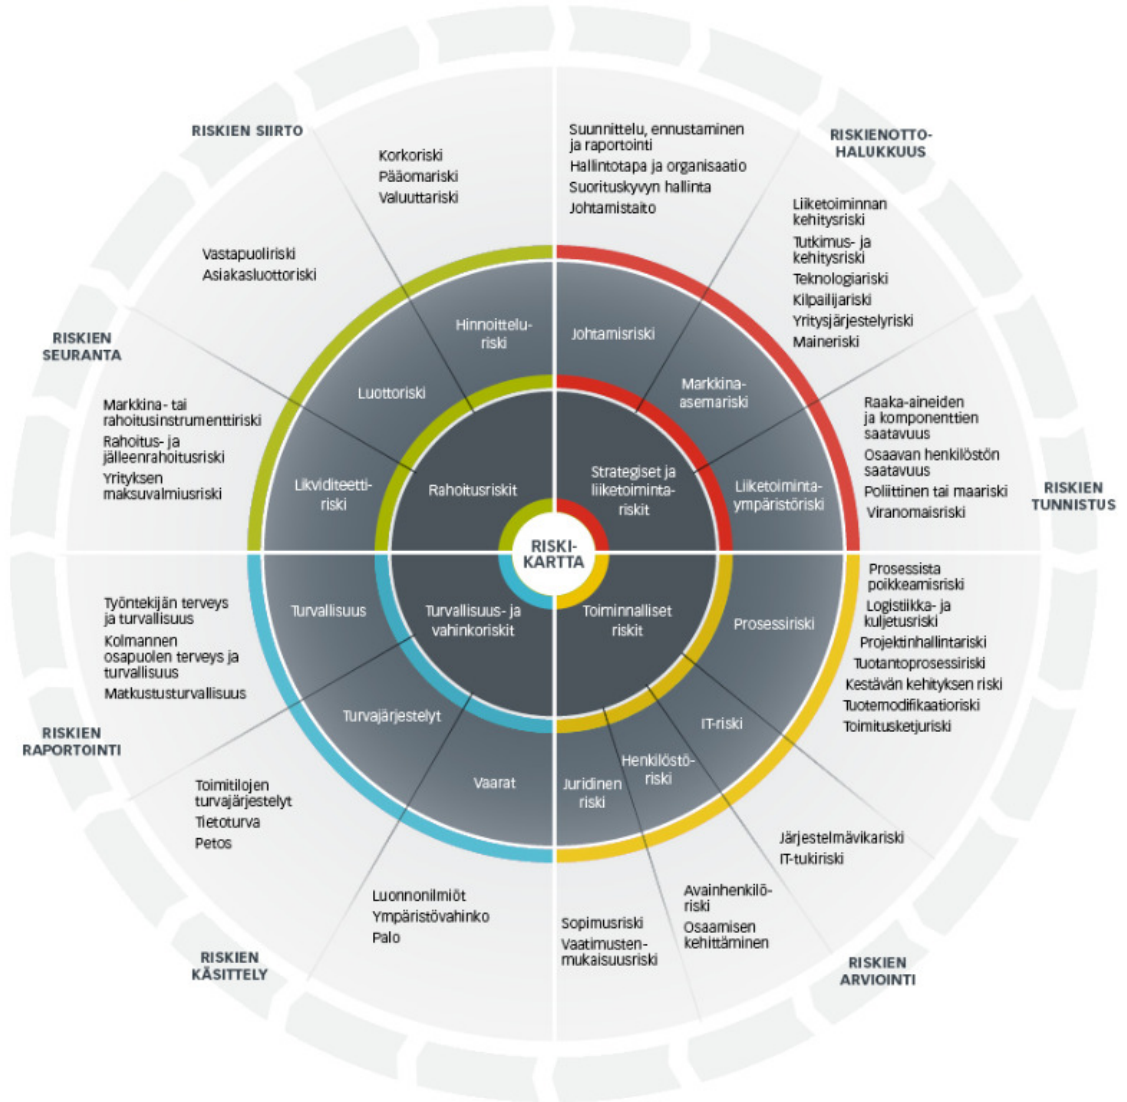 RISKIEN SIIRTO
Korkoriski
Pääomariski
Valuuttariski
Suunnittelu, ennustaminen
ja raportointi
Hallintotapa ja organisaatio
Suorituskyvyn hallinta
Johtamistaito
RISKIENOTTO-
HALUKKUUS
Liiketoiminnan
kehitysriski
Tutkimus- ja
kehitysriski
Teknologiariski
Kilpailijariski
Yritysjärjestelyriski
Maineriski
Vastapuoliriski
Asiakasluottoriski
RISKIEN
SEURANTA
Hinnoittelu-
riski
Johtamisriski
Luottoriski
Markkina-
asemariski
Markkina- tai
rahoitusinstrumenttiriski
Rahoitus- ja
jälleenrahoitusriski
Yrityksen
maksuvalmiusriski
Likviditeetti-
riski
Rahoitusriskit
Strategiset ja
liiketoiminta-
riskit
Liiketoiminta-
ympäristöriski
Raaka-aineiden
ja komponenttien
saatavuus
Osaavan henkilöstön
saatavuus
Poliittinen tai maariski
Viranomaisriski
RISKIEN
TUNNISTUS
RISKI-
KARTTA
Työntekijän terveys
ja turvallisuus
Kolmannen
osapuolen terveys ja
turvallisuus
Matkustusturvallisuus
Turvallisuus
Turvallisuus- ja
vahinkoriskit
Toiminnalliset
riskit
Prosessiriski
Prosessista
poikkeamisriski
Logistiikka- ja
kuljetusriski
Projektinhallintariski
Tuotantoprosessiriski
Kestävän kehityksen riski
Tuotemodifikaatioriski
Toimitusketjuriski
RISKIEN
RAPORTOINTI
Turvajärjestelyt
IT-riski
Vaarat
Juridinen
riski
Henkilöstö-
riski
Toimitilojen
turvajärjestelyt
Tietoturva
Petos
Järjestelmävikariski
IT-tukiriski
Luonnonilmiöt
Ympäristövahinko
Palo
Sopimusriski
Vaatimusten-
mukaisuusriski
Avainhenkilö-
riski
Osaamisen
kehittäminen
RISKIEN
KÄSITTELY
RISKIEN
ARVIOINTI